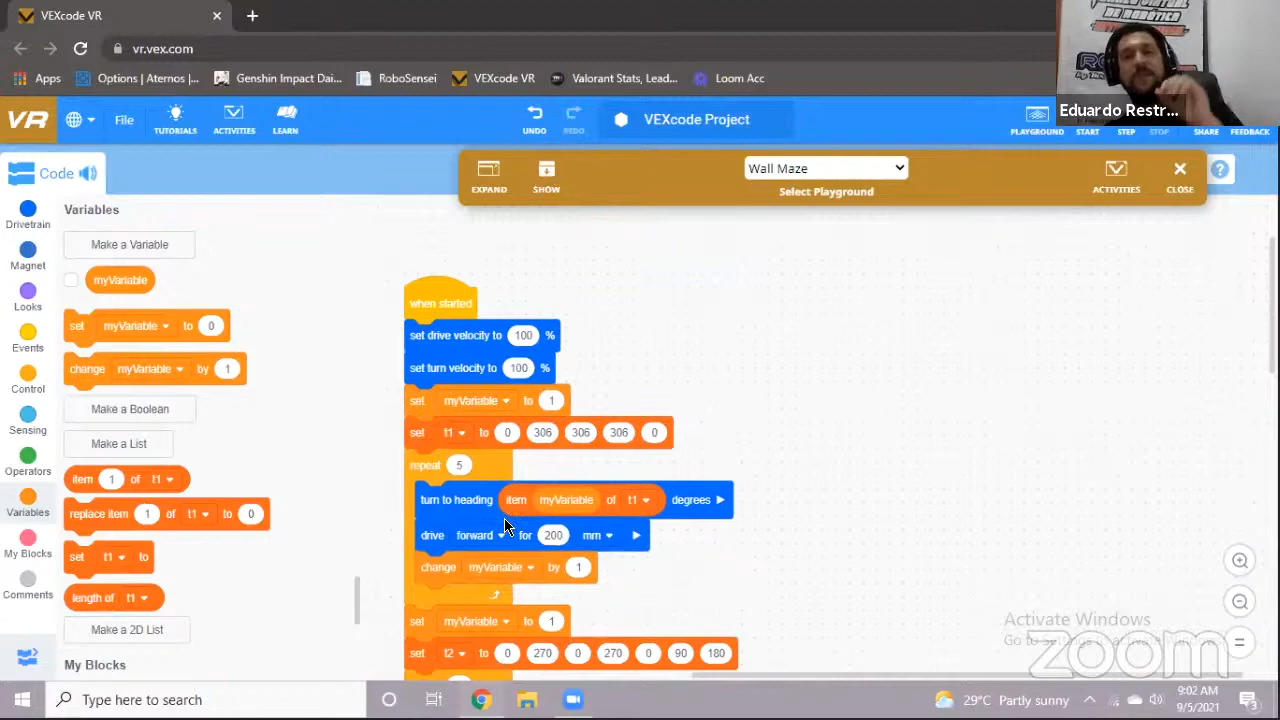 VEXcode VR
vr.vex.com
Apps
Options | Aternos |...
Genshin Impact Dai...
RoboSensei
VEXcode VR
Valorant Stats, Lead...
Loom Acc
Eduardo Restr...
VR
File
TUTORIALS
ACTIVITIES
LEARN
UNDO
REDO
VEXcode Project
PLAYGROUND
START
STEP
STOP
SHARE
FEEDBACK
Code
EXPAND
SHOW
Wall Maze
Select Playground
ACTIVITIES
CLOSE
?
Drivetrain
Magnet
Looks
Events
Control
Sensing
Operators
Variables
My Blocks
Comments
Variables
Make a Variable
myVariable
set myVariable to 0
change myVariable by 1
Make a Boolean
Make a List
item 1 of t1
replace item 1 of t1 to 0
set t1 to
length of t1
Make a 2D List
My Blocks
when started
set drive velocity to 100 %
set turn velocity to 100 %
set myVariable to 1
set t1 to 0 306 306 306 0
repeat 5
turn to heading item myVariable of t1 degrees
drive forward for 200 mm
change myVariable by 1
set myVariable to 1
set t2 to 0 270 0 270 0 90 180
Activate Windows
zoom
Type here to search
29°C Partly sunny
9:02 AM
9/5/2021
3